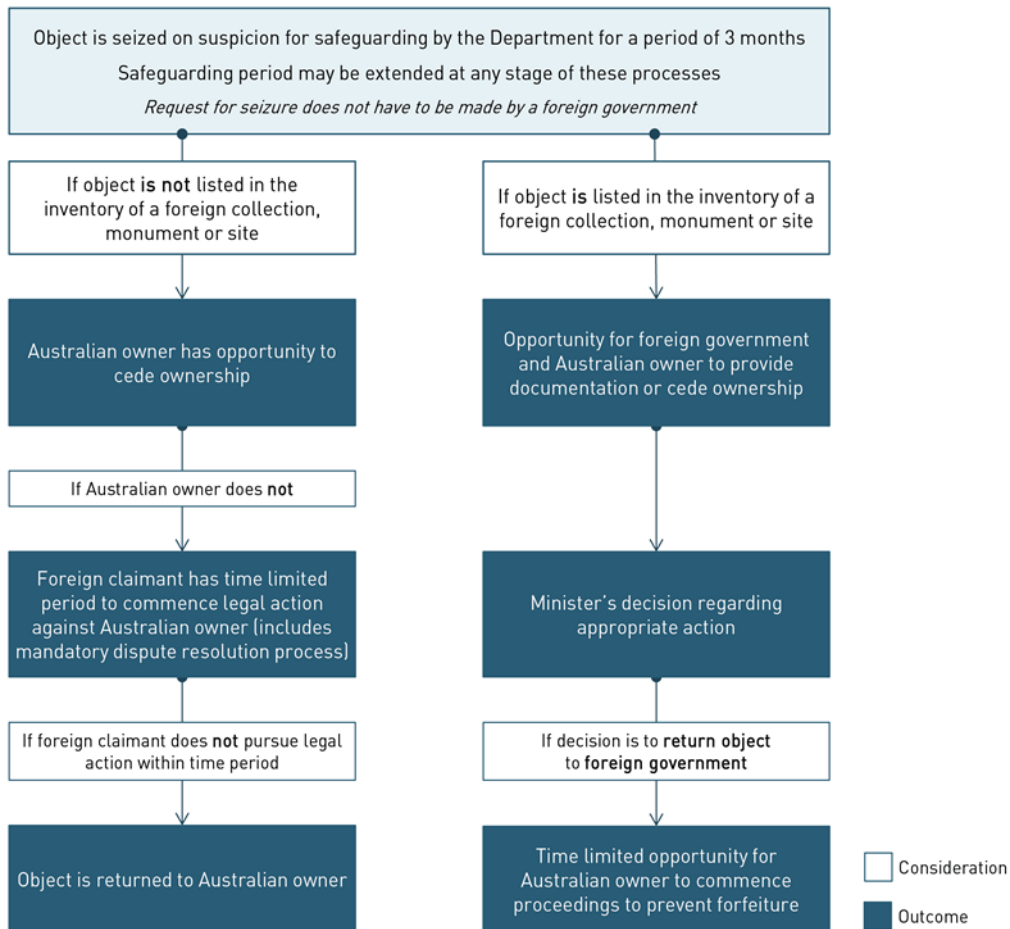 Object is seized on suspicion for safeguarding by the Department for a period of 3 months
Safeguarding period may be extended at any stage of these processes
Request for seizure does not have to be made by a foreign government
If object is not listed in the
inventory of a foreign collection,
monument or site
If object is listed in the inventory of a
foreign collection, monument or site
Australian owner has opportunity to
cede ownership
Opportunity for foreign government
and Australian owner to provide
documentation or cede ownership
If Australian owner does not
Foreign claimant has time limited
period to commence legal action
against Australian owner (includes
mandatory dispute resolution process)
Minister's decision regarding
appropriate action
If foreign claimant does not pursue legal
action within time period
If decision is to return object
to foreign government
Object is returned to Australian owner
Time limited opportunity for
Australian owner to commence
proceedings to prevent forfeiture
Consideration
Outcome